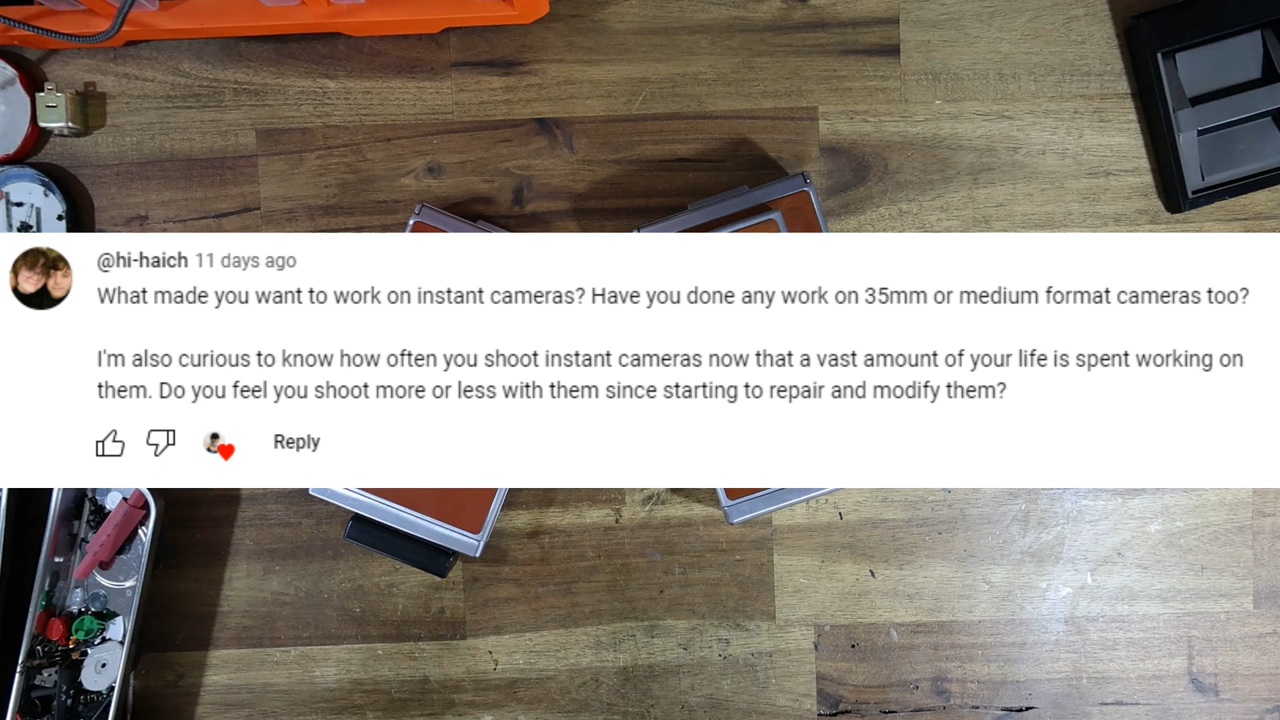 @hi-haich 11 days ago
What made you want to work on instant cameras? Have you done any work on 35mm or medium format cameras too?
I'm also curious to know how often you shoot instant cameras now that a vast amount of your life is spent working on
them. Do you feel you shoot more or less with them since starting to repair and modify them?
Reply